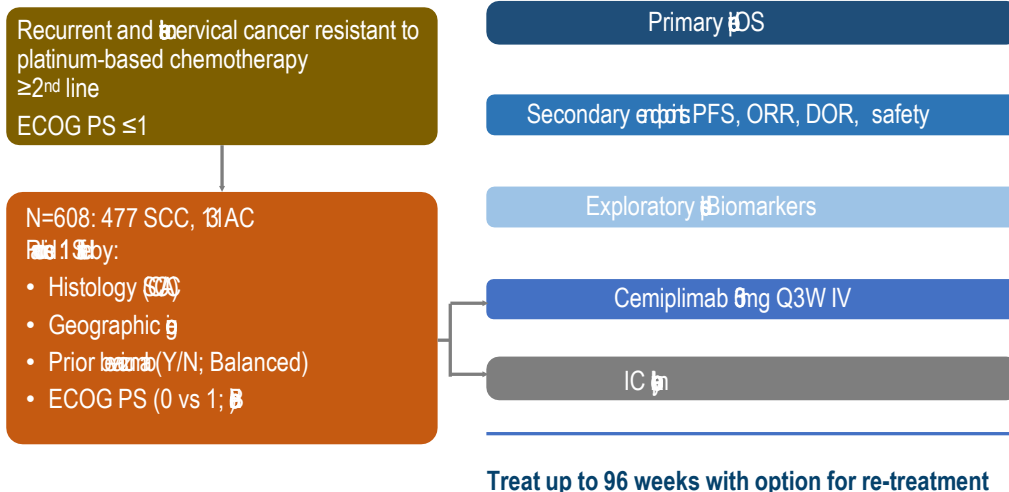 Recurrent and cervical cancer resistant to
platinum-based chemotherapy
≥2nd line
ECOG PS ≤1
N=608: 477 SCC, 131 AC
by:
• Histology
• Geographic
• Prior (Y/N; Balanced)
• ECOG PS (0 vs 1;
Primary OS
Secondary PFS, ORR, DOR, safety
Exploratory Biomarkers
Cemiplimab Q3W IV
IC
Treat up to 96 weeks with option for re-treatment